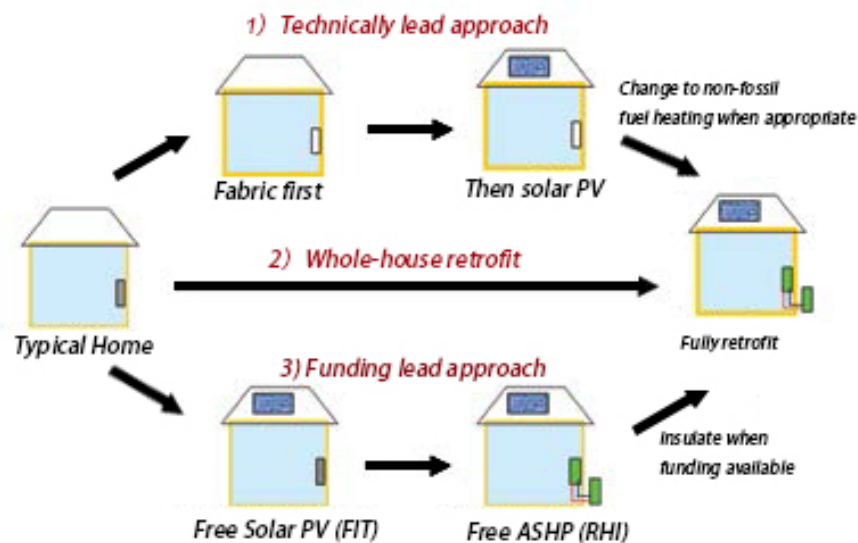 1) Technically lead approach
Change to non-fossil
fuel heating when appropriate
Fabric first
Then solar PV
2) Whole-house retrofit
Typical Home
Fully retrofit
3) Funding lead approach
Insulate when
funding available
Free Solar PV (FIT)
Free ASHP (RHI)